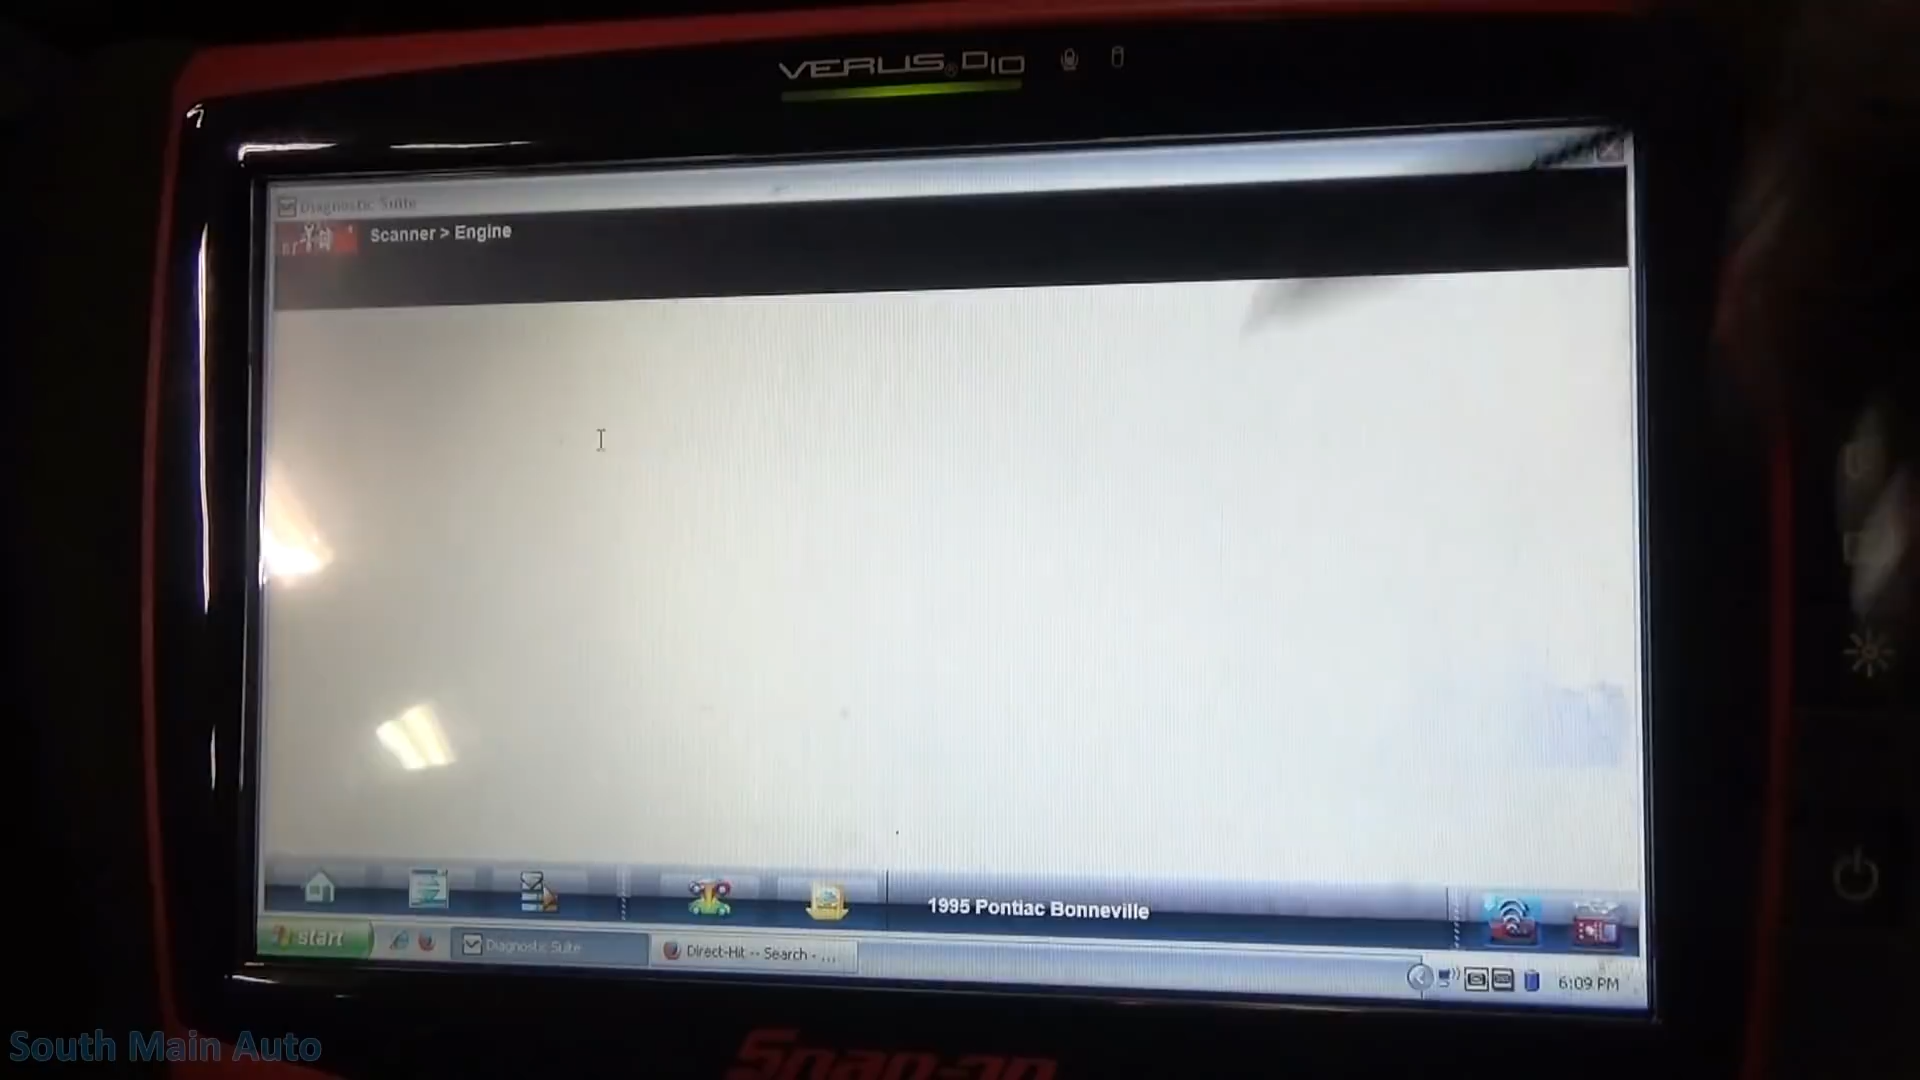 VERUS® D10
Diagnostic Suite
Scanner > Engine
1995 Pontiac Bonneville
start
Diagnostic Suite
Direct-Hit -- Search - ...
6:09 PM
Snap-on
South Main Auto